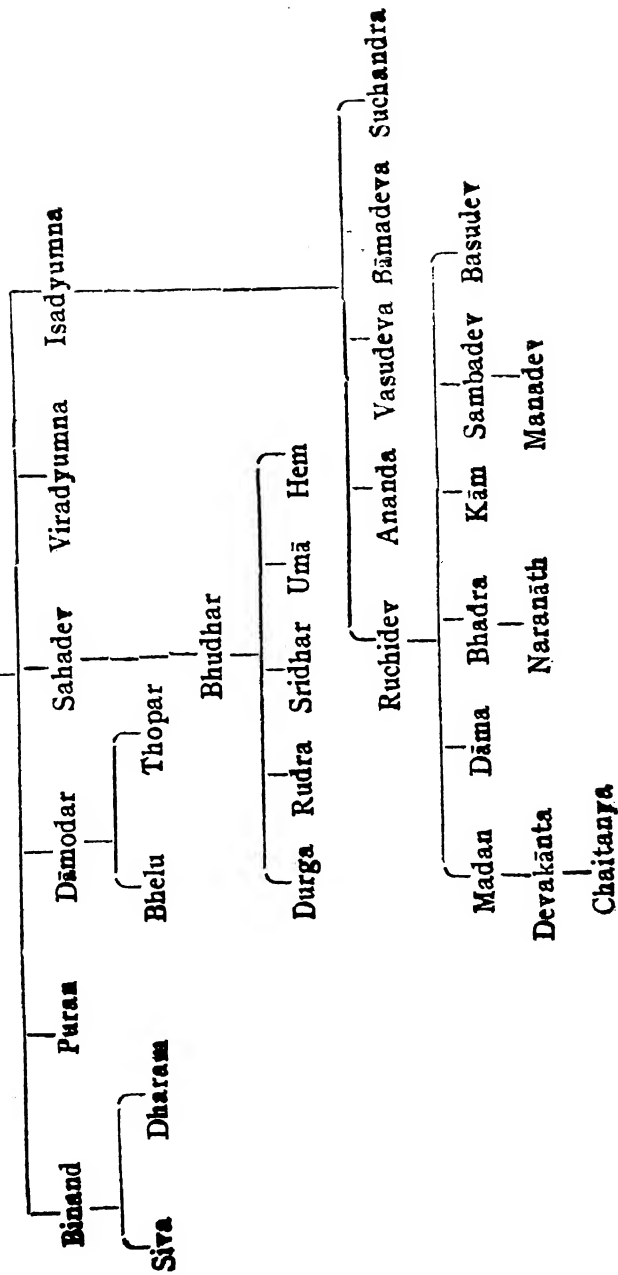 Binand Puran Dāmodar Sahadev Viradyumna Isadyumna
Siva Dharam Bhelu Thopar
Bhudhar
Durga Rudra Sridhar Umā Hem
Ruchidev Ananda Vasudeva Bāmadeva Suchandra
Madan Dāma Bhadra Kām Sambadev Basudev
Devakānta Naranāth Manadev
Chaitanya